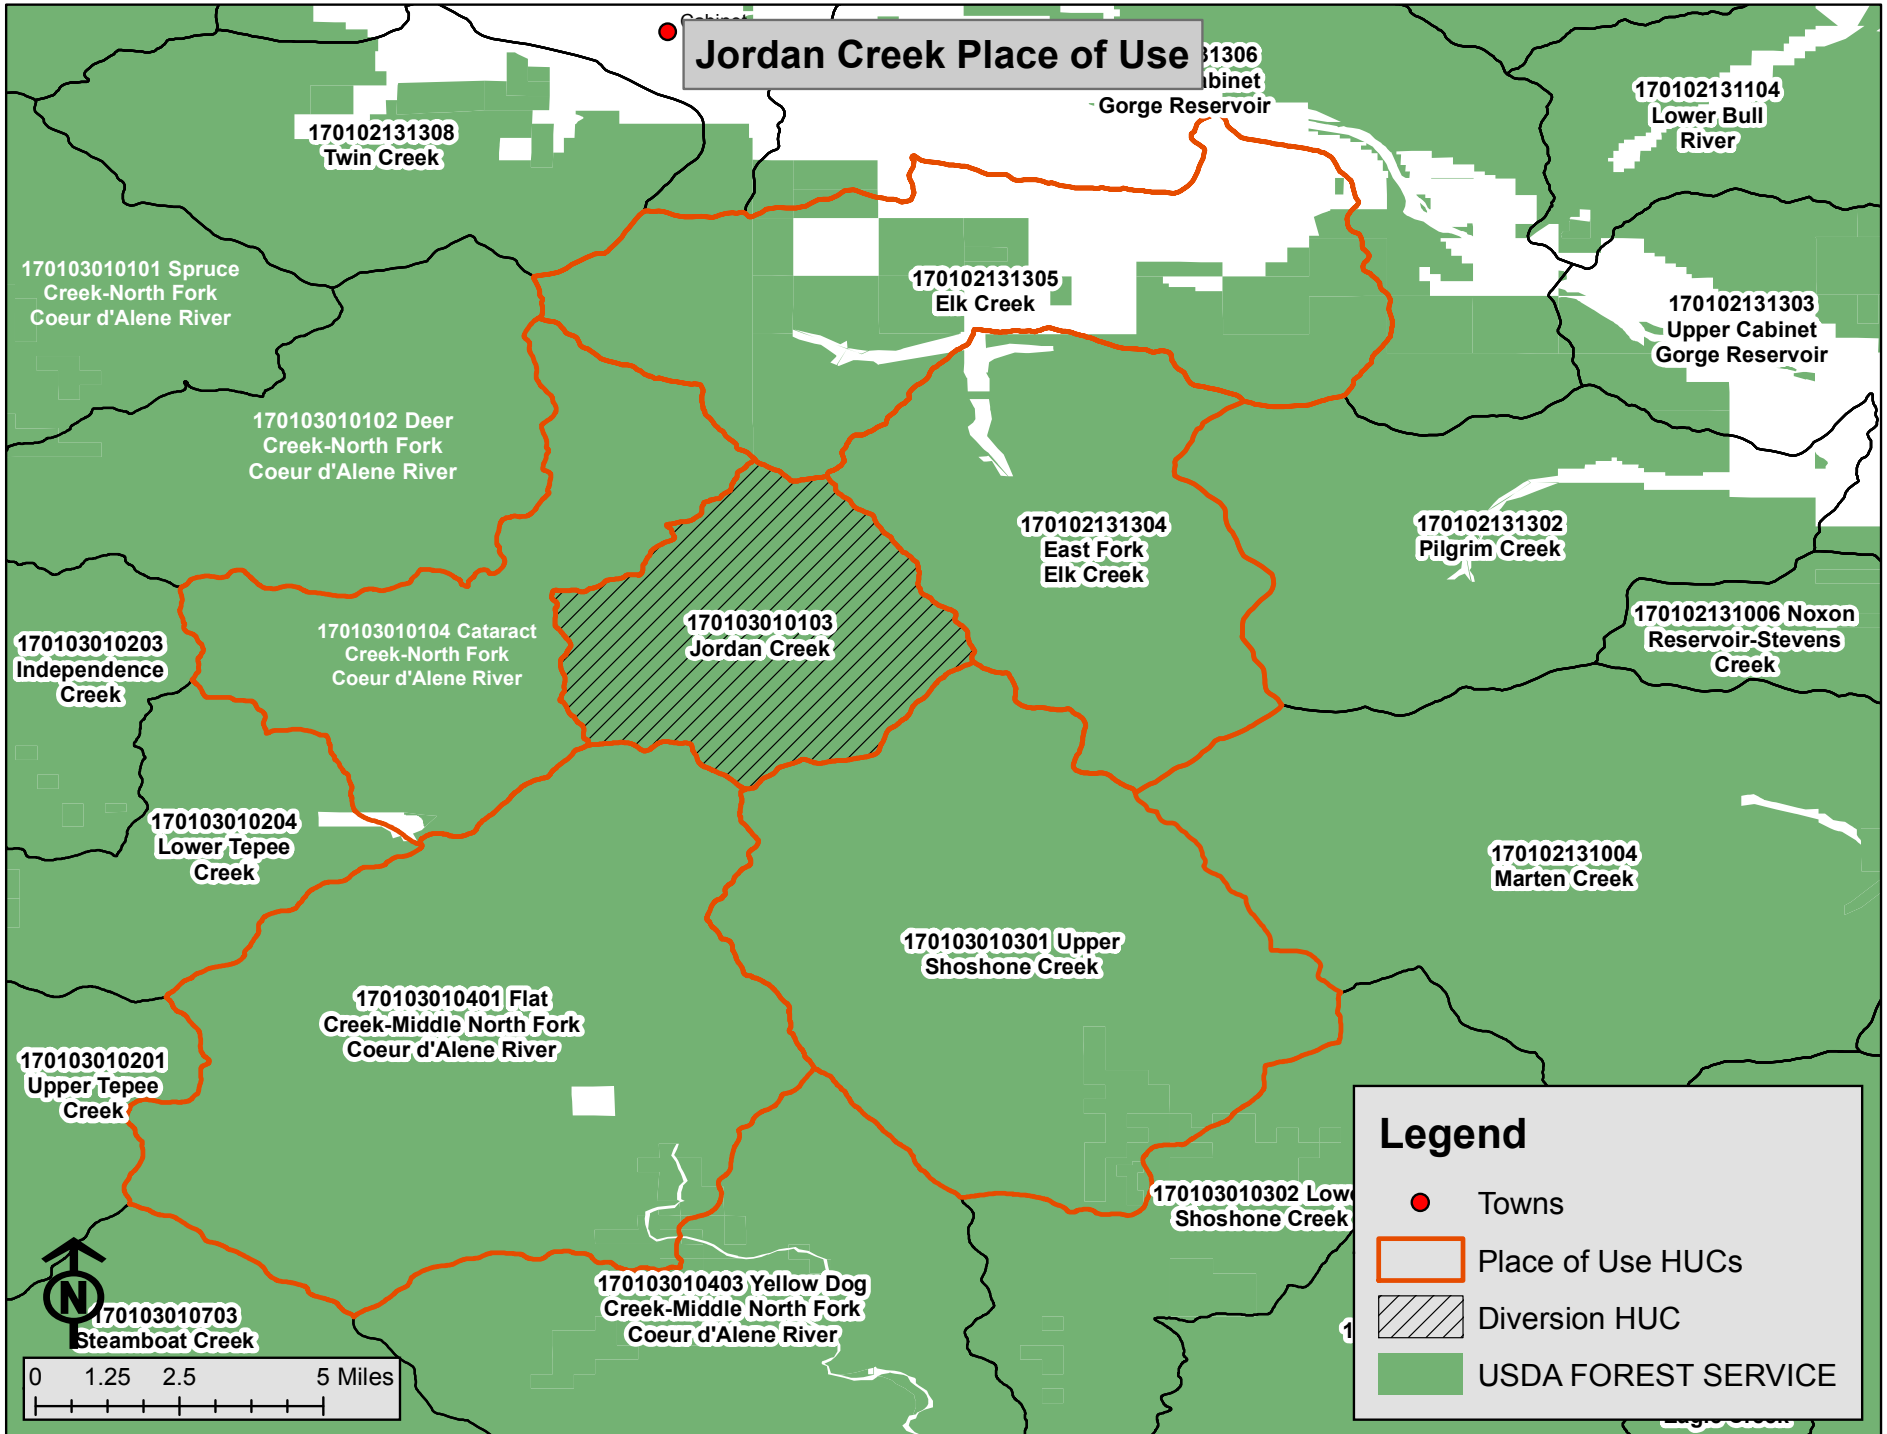 Jordan Creek Place of Use
Gorge Reservoir
170102131104
Lower Bull
River
170102131308
Twin Creek
170103010101 Spruce
Creek-North Fork
Coeur d'Alene River
170102131305
Elk Creek
170102131303
Upper Cabinet
Gorge Reservoir
170103010102 Deer
Creek-North Fork
Coeur d'Alene River
170102131304
East Fork
Elk Creek
170102131302
Pilgrim Creek
170103010203
Independence
Creek
170103010104 Cataract
Creek-North Fork
Coeur d'Alene River
170103010103
Jordan Creek
170102131006 Noxon
Reservoir-Stevens
Creek
170103010204
Lower Tepee
Creek
170102131004
Marten Creek
170103010301 Upper
Shoshone Creek
170103010401 Flat
Creek-Middle North Fork
Coeur d'Alene River
170103010201
Upper Tepee
Creek
170103010302
Shoshone Creek
170103010403 Yellow Dog
Creek-Middle North Fork
Coeur d'Alene River
170103010703
Steamboat Creek
N
0 1.25 2.5 5 Miles
Legend
Towns
Place of Use HUCs
Diversion HUC
USDA FOREST SERVICE